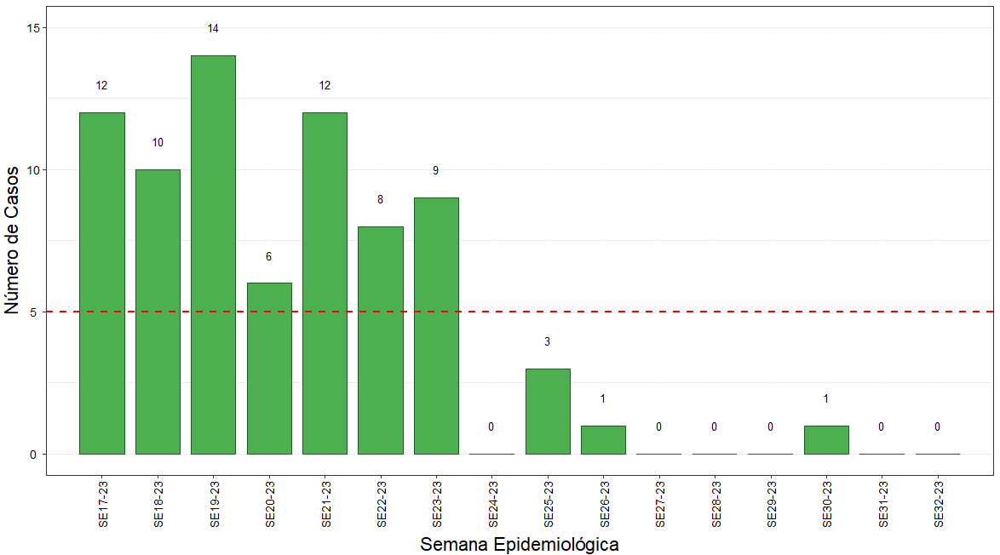 Número de Casos
15
10
5
0
12
10
14
6
12
8
9
0
3
1
0
0
0
1
0
0
SE17-23
SE18-23
SE19-23
SE20-23
SE21-23
SE22-23
SE23-23
SE24-23
SE25-23
SE26-23
SE27-23
SE28-23
SE29-23
SE30-23
SE31-23
SE32-23
Semana Epidemiológica